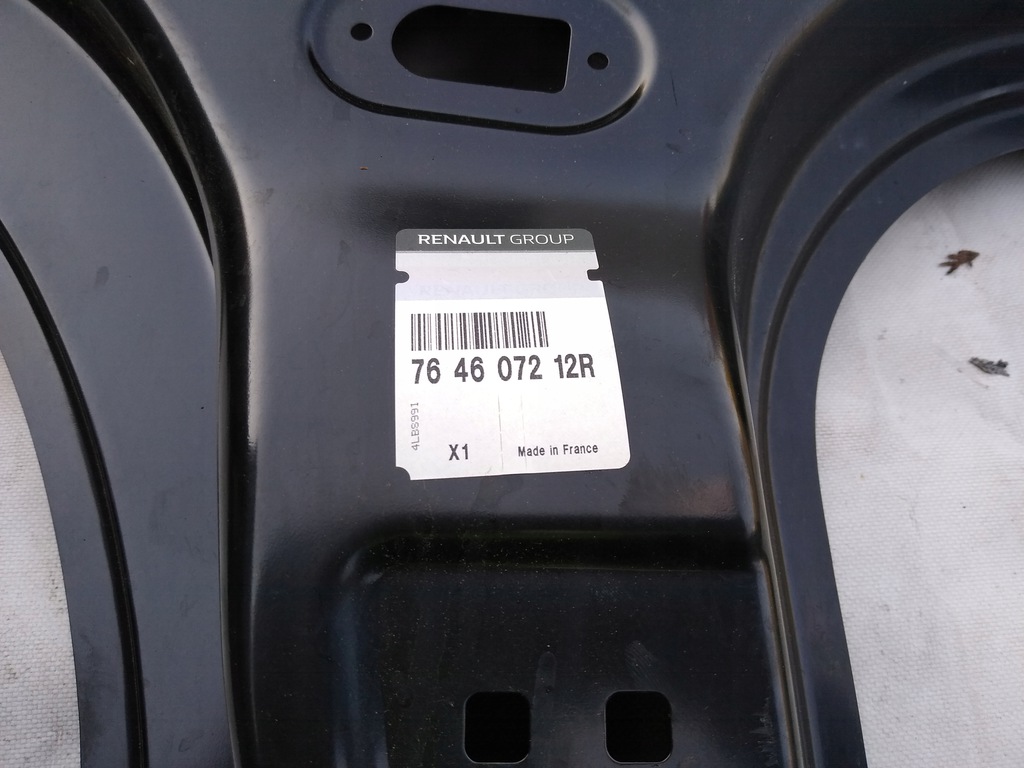 RENAULT GROUP
76 46 072 12R
4LBS991
X1
Made in France